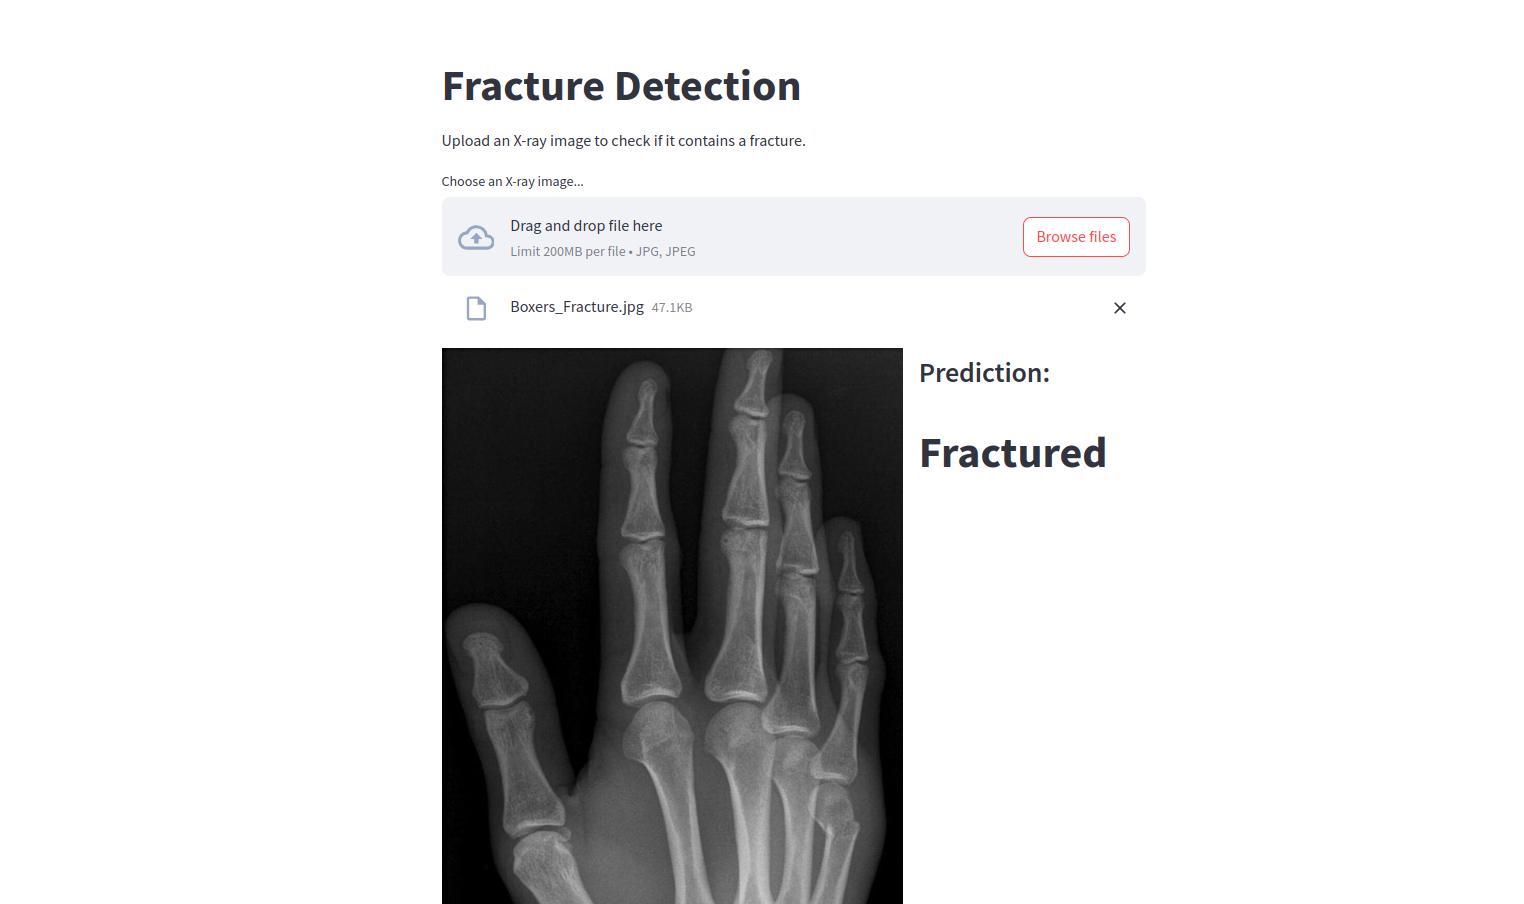 Fracture Detection
Upload an X-ray image to check if it contains a fracture.
Choose an X-ray image...
Drag and drop file here
Limit 200MB per file • JPG, JPEG
Browse files
Boxers_Fracture.jpg 47.1KB
Prediction:
Fractured